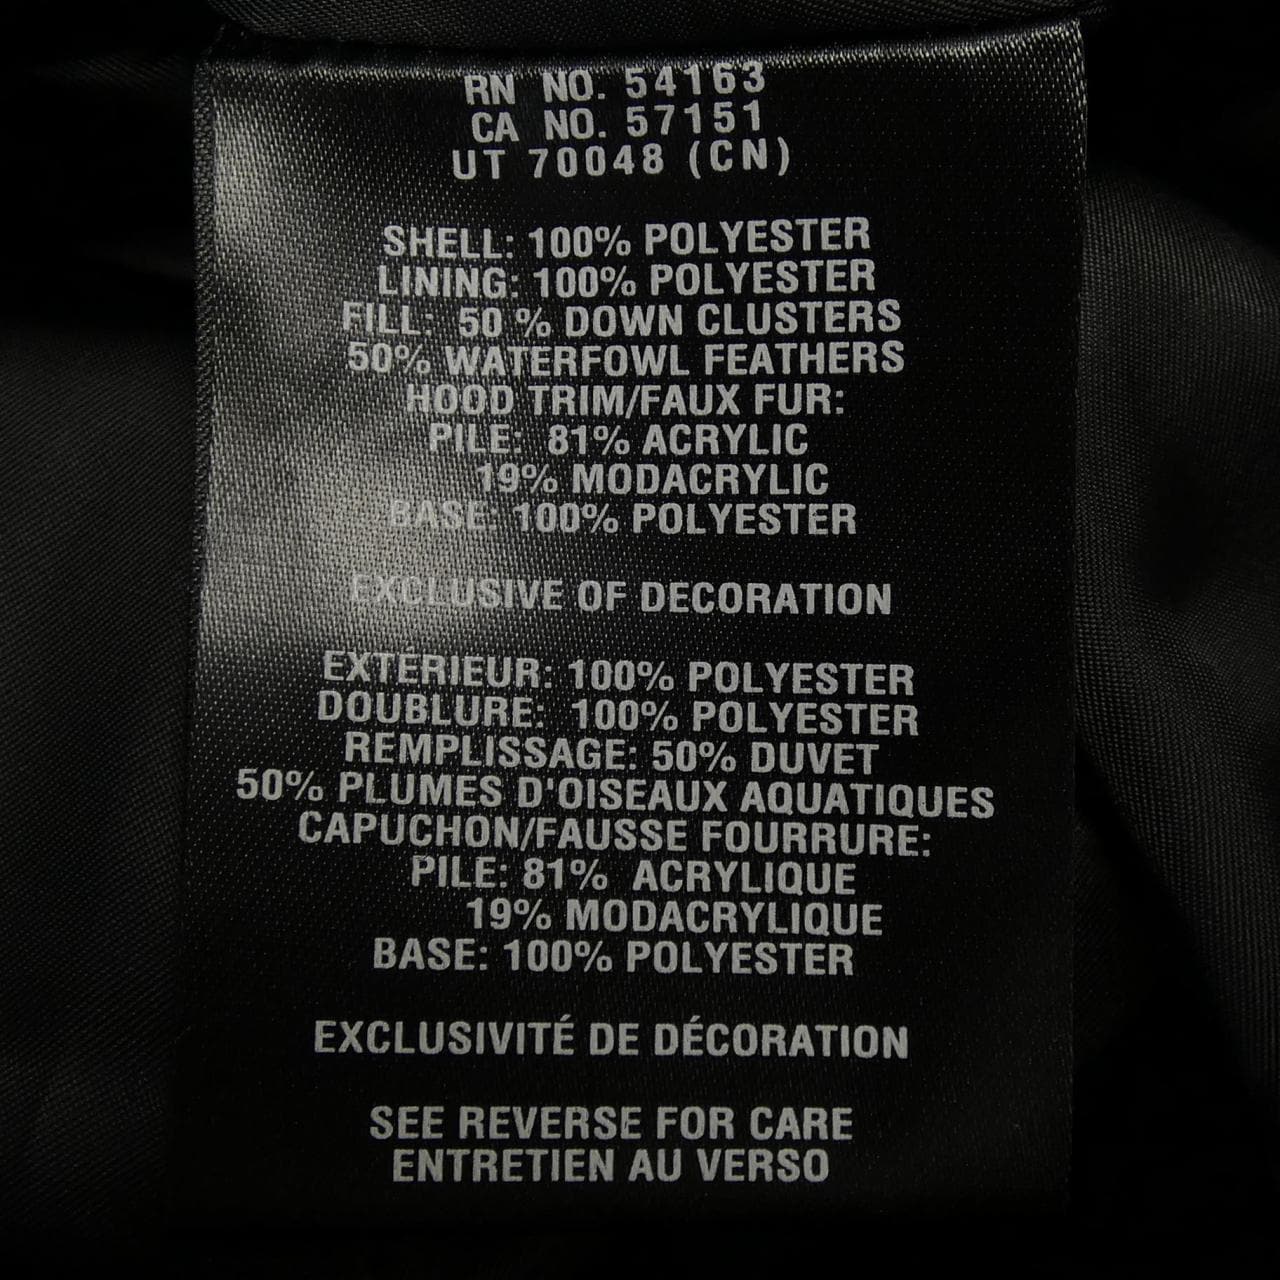 RN NO. 54163
CA NO. 57151
UT 70048 (CN)
SHELL: 100% POLYESTER
LINING: 100% POLYESTER
FILL: 50 % DOWN CLUSTERS
50% WATERFOWL FEATHERS
HOOD TRIM/FAUX FUR:
PILE: 81% ACRYLIC
19% MODACRYLIC
BASE: 100% POLYESTER
EXCLUSIVE OF DECORATION
EXTÉRIEUR: 100% POLYESTER
DOUBLURE: 100% POLYESTER
REMPLISSAGE: 50% DUVET
50% PLUMES D'OISEAUX AQUATIQUES
CAPUCHON/FAUSSE FOURRURE:
PILE: 81% ACRYLIQUE
19% MODACRYLIQUE
BASE: 100% POLYESTER
EXCLUSIVITÉ DE DÉCORATION
SEE REVERSE FOR CARE
ENTRETIEN AU VERSO